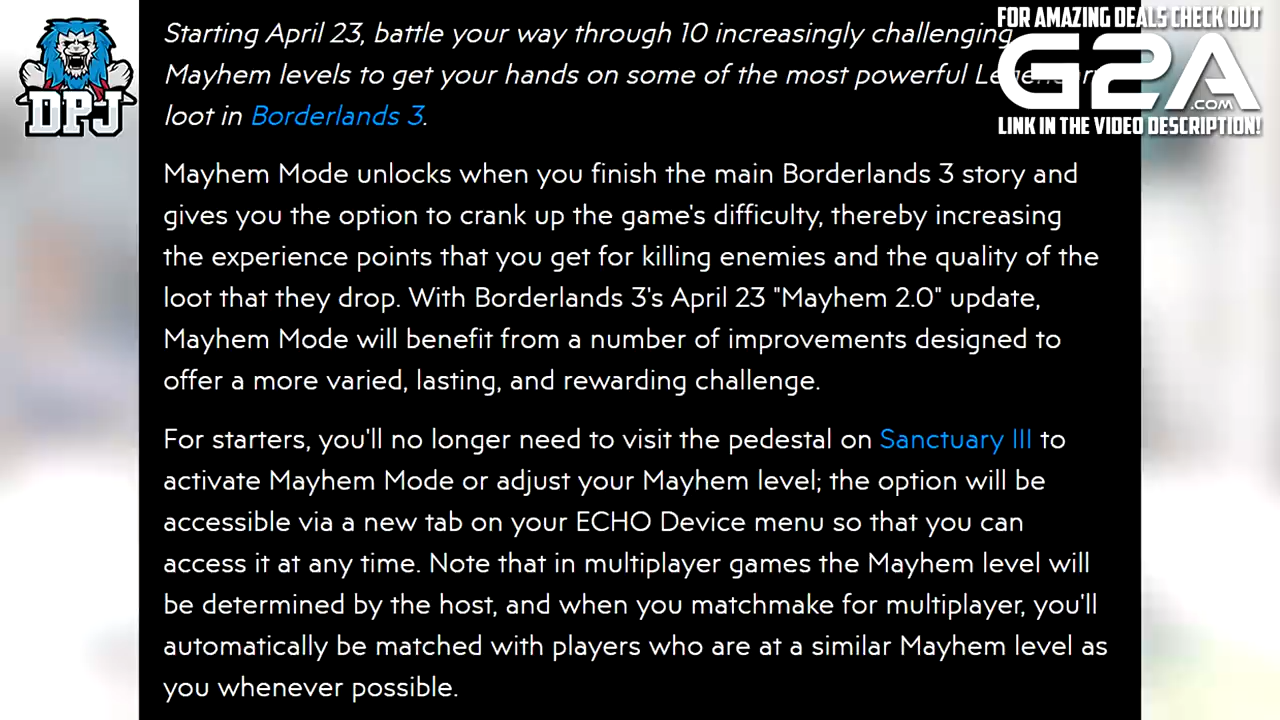 Starting April 23, battle your way through 10 increasingly challenging
Mayhem levels to get your hands on some of the most powerful
loot in Borderlands 3.
Mayhem Mode unlocks when you finish the main Borderlands 3 story and
gives you the option to crank up the game's difficulty, thereby increasing
the experience points that you get for killing enemies and the quality of the
loot that they drop. With Borderlands 3's April 23 "Mayhem 2.0" update,
Mayhem Mode will benefit from a number of improvements designed to
offer a more varied, lasting, and rewarding challenge.
For starters, you'll no longer need to visit the pedestal on Sanctuary III to
activate Mayhem Mode or adjust your Mayhem level; the option will be
accessible via a new tab on your ECHO Device menu so that you can
access it at any time. Note that in multiplayer games the Mayhem level will
be determined by the host, and when you matchmake for multiplayer, you'll
automatically be matched with players who are at a similar Mayhem level as
you whenever possible.
DPJ
FOR AMAZING DEALS CHECK OUT
G2A
.COM
LINK IN THE VIDEO DESCRIPTION!